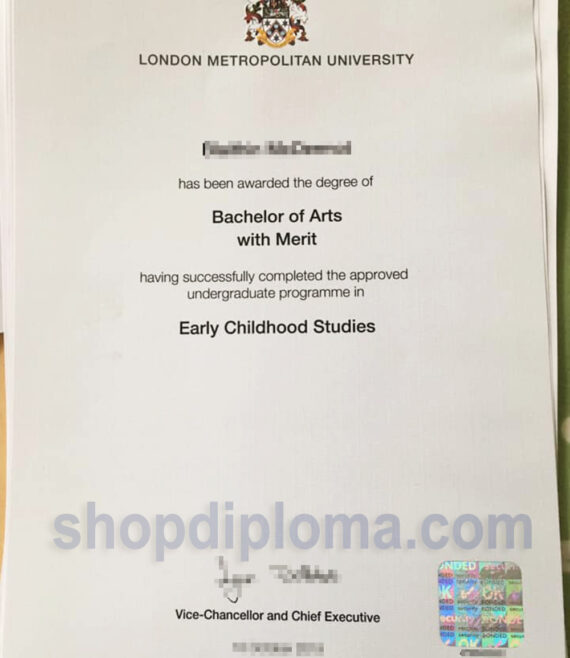 LONDON METROPOLITAN UNIVERSITY
has been awarded the degree of
Bachelor of Arts
with Merit
having successfully completed the approved
undergraduate programme in
Early Childhood Studies
shopdiploma.com
Vice-Chancellor and Chief Executive